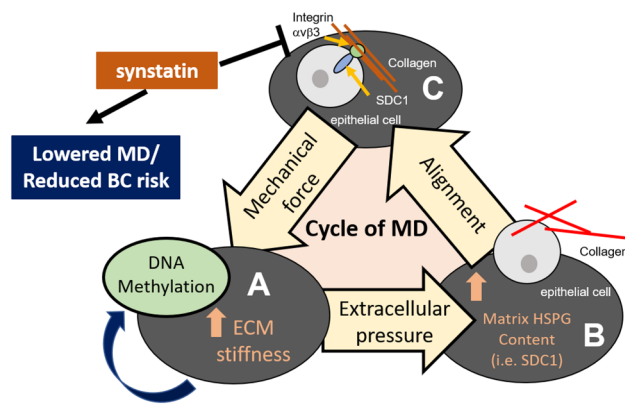 Integrin
αvβ3
Collagen
SDC1
epithelial cell
C
synstatin
Lowered MD/
Reduced BC risk
Mechanical
force
Alignment
Cycle of MD
DNA
Methylation
A
ECM
stiffness
Extracellular
pressure
Collagen
epithelial cell
Matrix HSPG
Content
(i.e. SDC1)
B